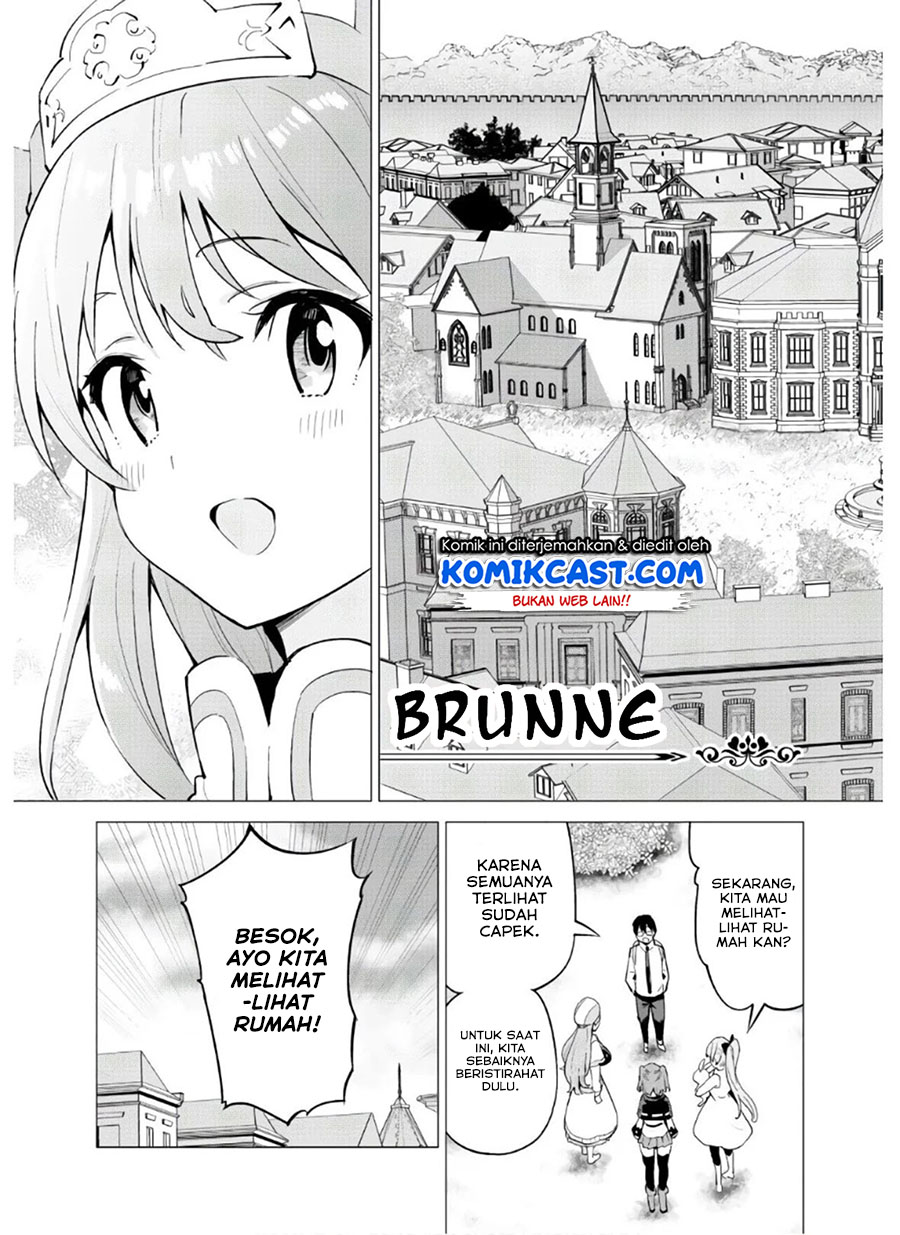 Komik ini diterjemahkan & diedit oleh
KOMIKCAST.COM
BUKAN WEB LAIN!!
BRUNNE
SEKARANG,
KITA MAU
MELIHAT-
LIHAT RU-
MAH KAN?
KARENA
SEMUANYA
TERLIHAT
SUDAH
CAPEK.
UNTUK SAAT
INI, KITA
SEBAIKNYA
BERISTIRAHAT
DULU.
BESOK,
AYO KITA
MELIHAT
-LIHAT
RUMAH!